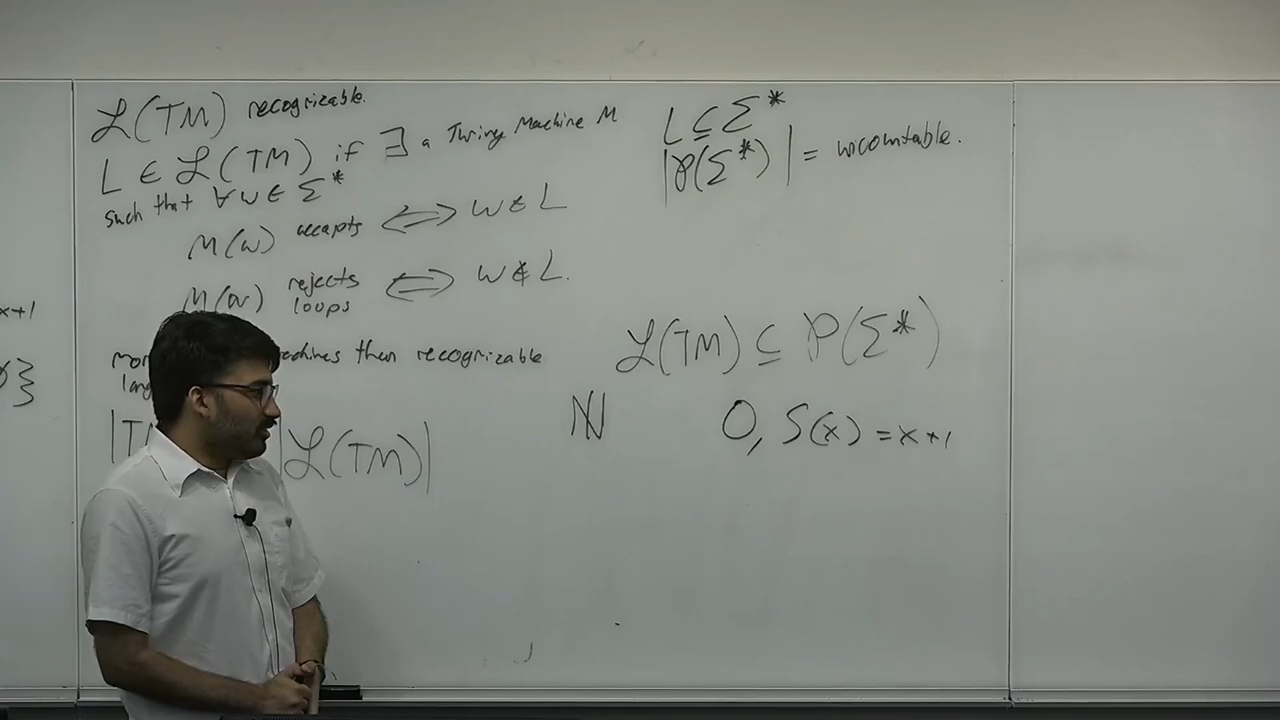 ℒ(TM) recognizable.
L ∈ ℒ(TM) if ∃ a Turing Machine M
such that ∀ w ∈ Σ*
M(w) accepts ⟺ w ∈ L
M(w) rejects ⟺ w ∉ L.
loops
than recognizable
|ℒ(TM)|
x+1
}
L ⊆ Σ*
|P(Σ*)| = uncountable.
ℒ(TM) ⊆ P(Σ*)
ℕ 0, S(x) = x+1